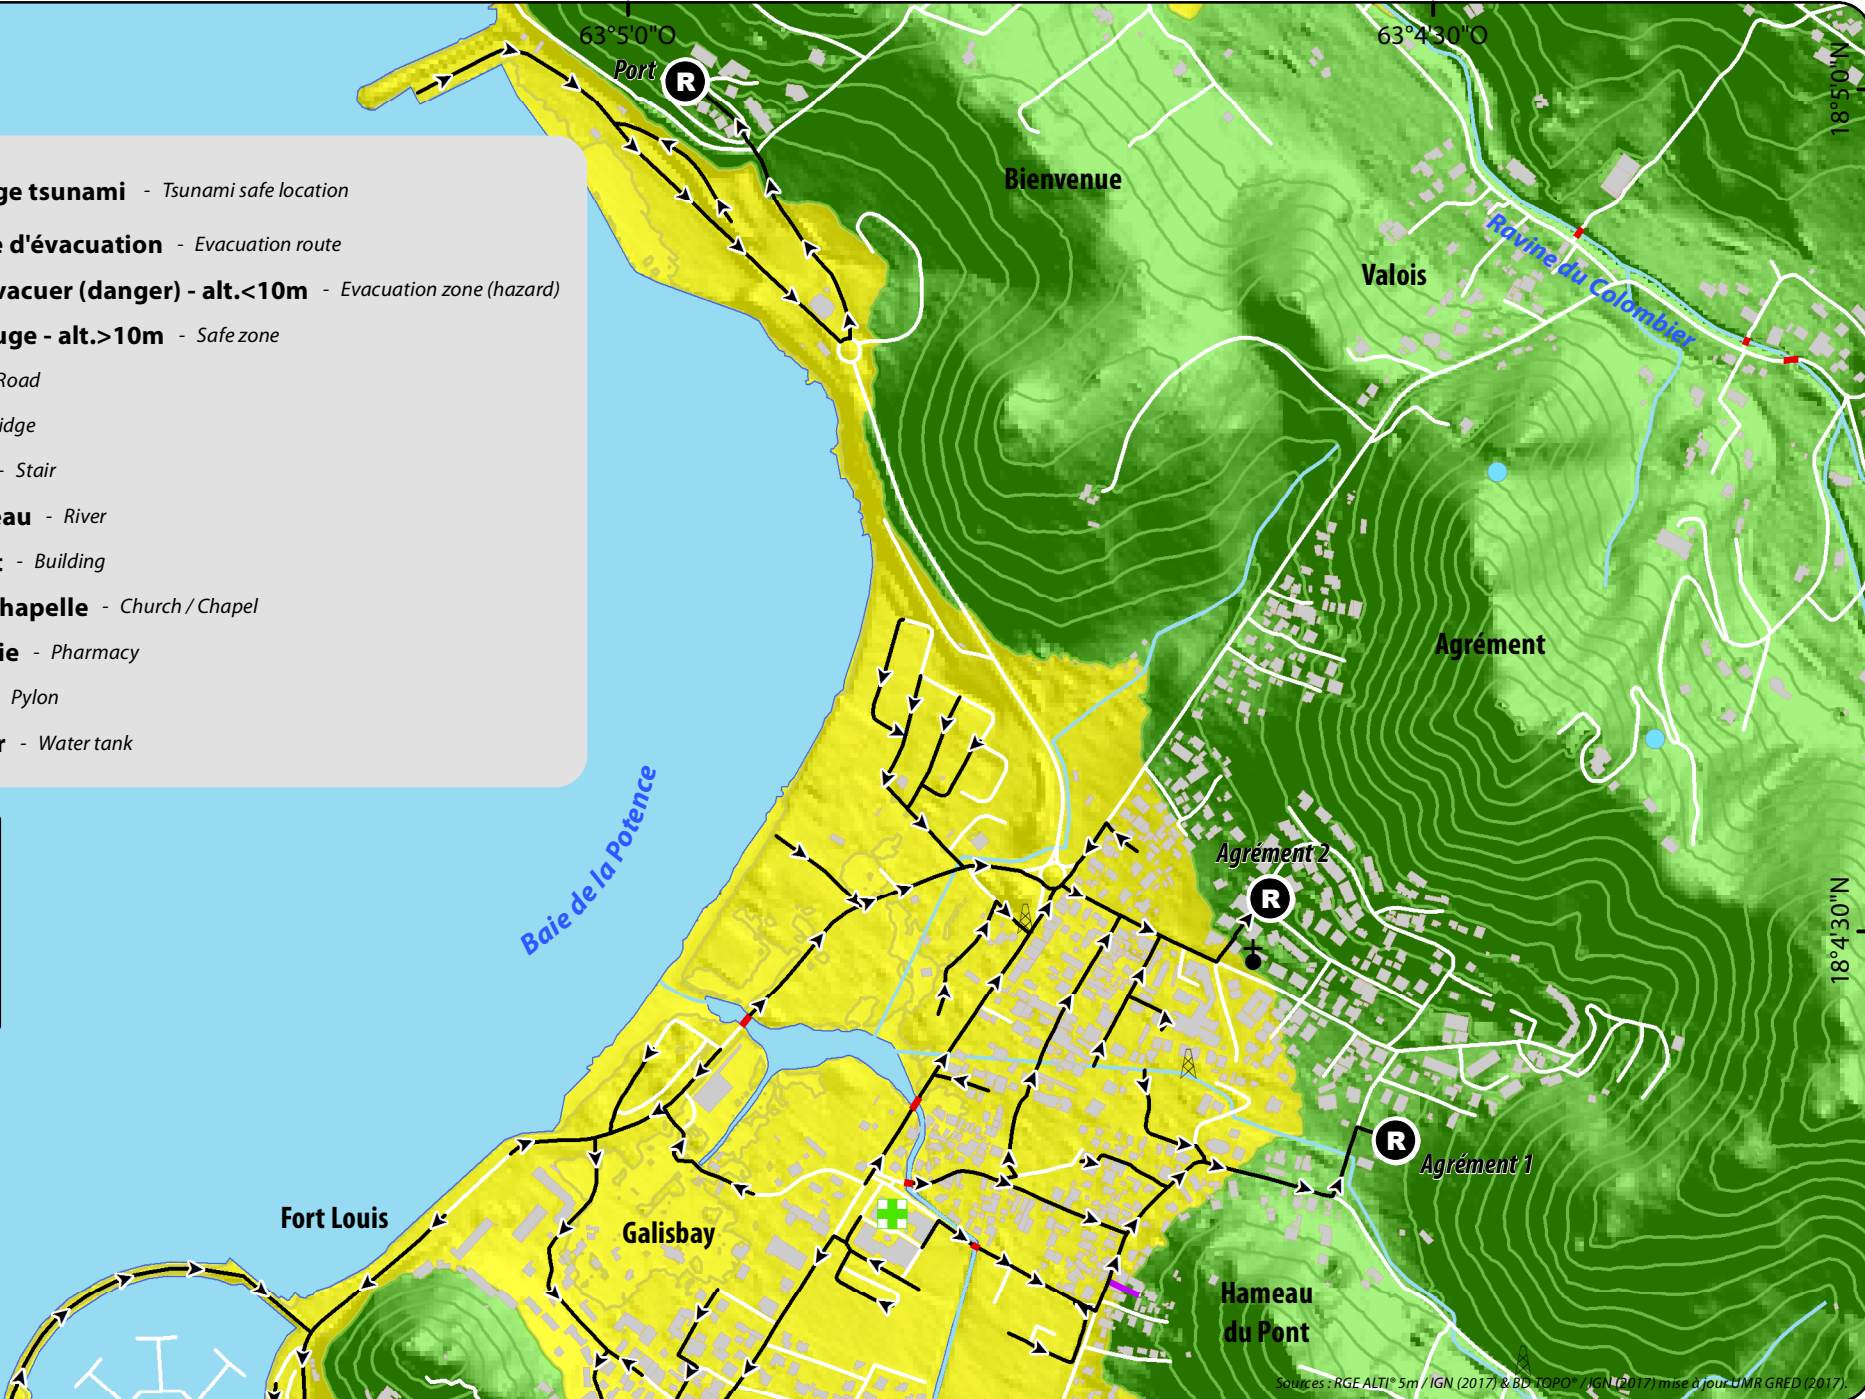 63°5'0"O
63°4'30"O
18°5'0"N
Port
R
ge tsunami - Tsunami safe location
e d'évacuation - Evacuation route
vacuer (danger) - alt.<10m - Evacuation zone (hazard)
uge - alt.>10m - Safe zone
Road
idge
- Stair
eau - River
t - Building
hapelle - Church / Chapel
ie - Pharmacy
Pylon
r - Water tank
Bienvenue
Valois
Ravine du Colombier
Agrément
Baie de la Potence
Agrément 2
R
18°4'30"N
R
Agrément 1
Fort Louis
Galisbay
Hameau
du Pont
Sources : RGE ALTI® 5m / IGN (2017) & BD TOPO® / IGN (2017) mise à jour UMR GRED (2017).